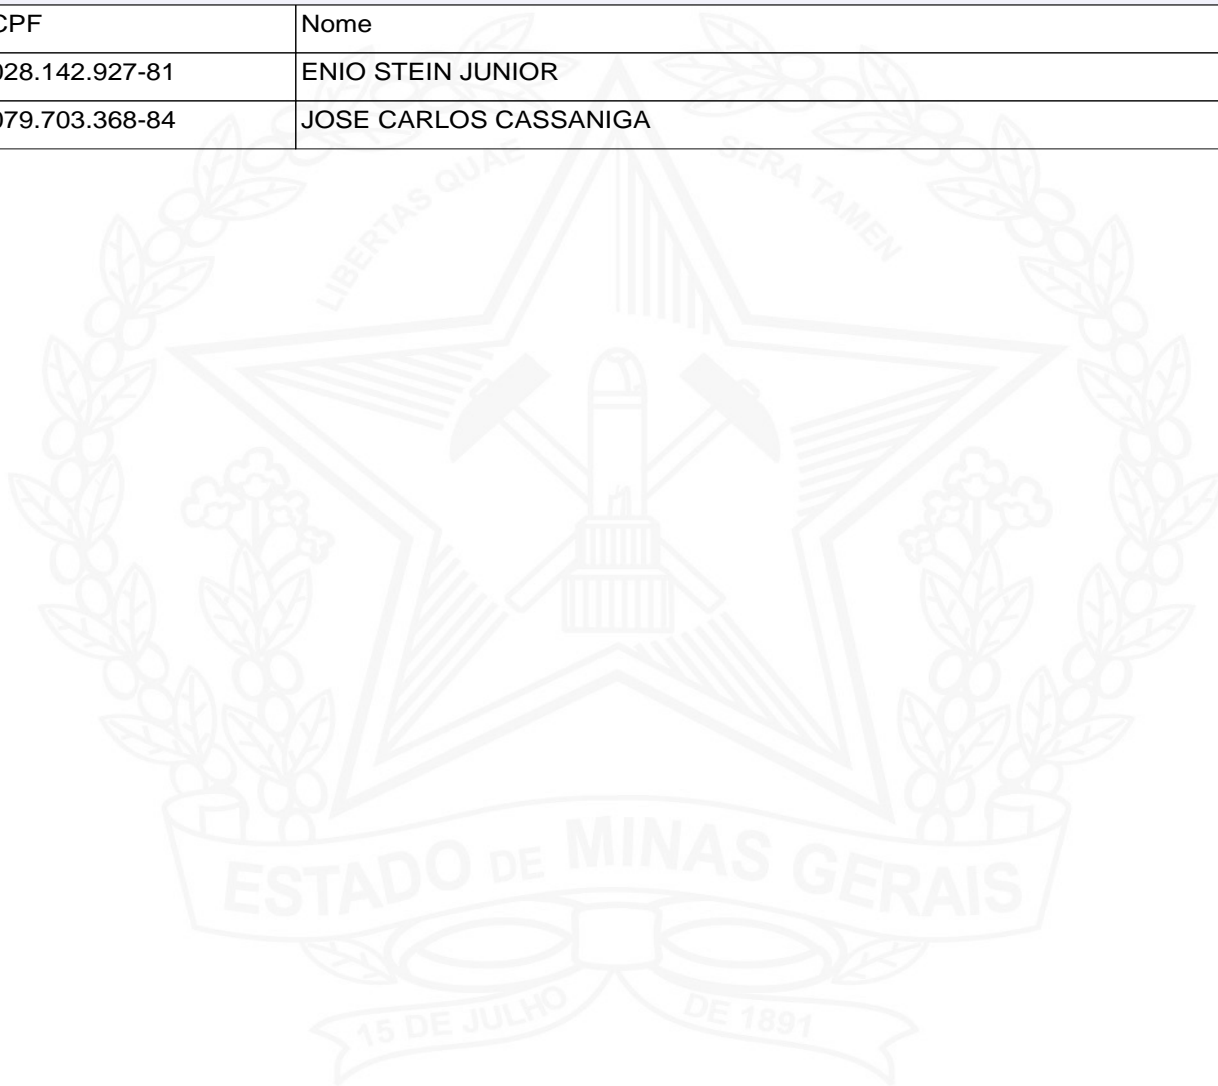 CPF Nome
028.142.927-81 ENIO STEIN JUNIOR
079.703.368-84 JOSE CARLOS CASSANIGA
LIBERTAS QUAE SERA TAMEN
ESTADO DE MINAS GERAIS
15 DE JULHO DE 1891